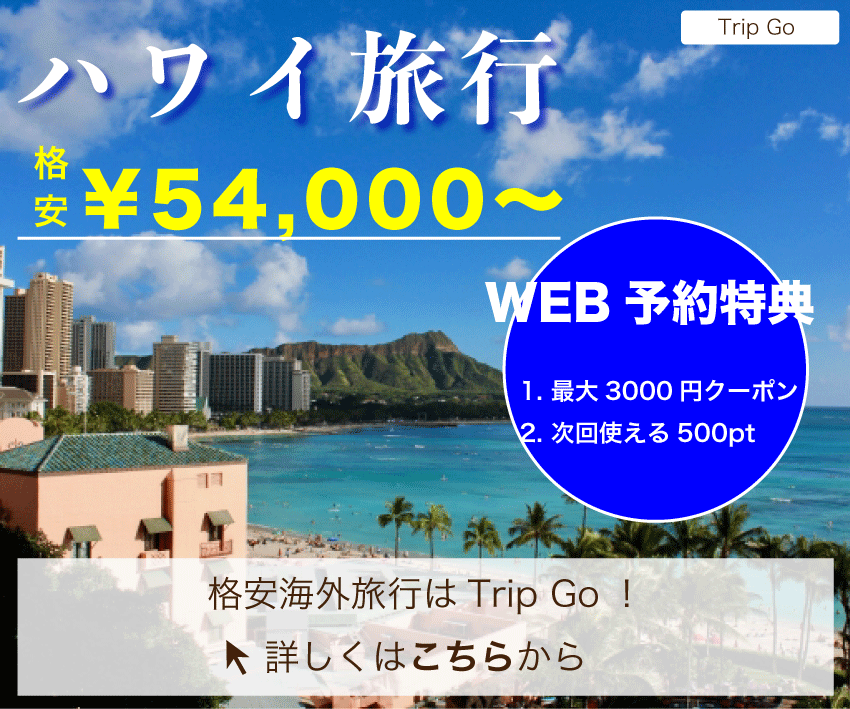 Trip Go
ハワイ旅行
格安
¥54,000～
WEB 予約特典
1. 最大 3000 円クーポン
2. 次回使える 500pt
格安海外旅行は Trip Go ！
詳しくはこちらから